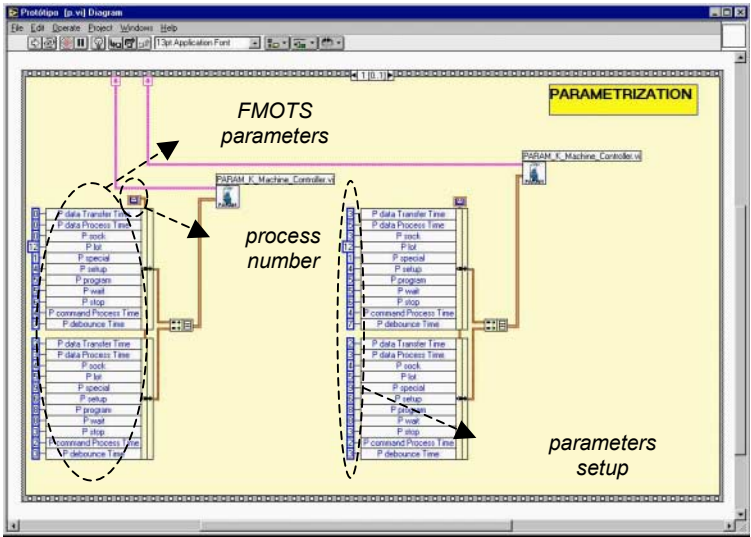 Protótipo [p.vi] Diagram
File Edit Operate Project Windows Help
13pt Application Font
1 [0..1]
PARAMETRIZATION
FMOTS
parameters
PARAM_K_Machine_Controller.vi
PARAM_K_Machine_Controller.vi
process
number
P data Transfer Time
P data Process Time
P sock
12 P lot
P special
P setup
P program
P wait
P stop
P command Process Time
P debounce Time
P data Transfer Time
P data Process Time
P sock
P lot
P special
P setup
P program
P wait
P stop
P command Process Time
P debounce Time
P data Transfer Time
P data Process Time
P sock
12 P lot
P special
P setup
P program
P wait
P stop
P command Process Time
P debounce Time
P data Transfer Time
P data Process Time
P sock
P lot
P special
P setup
P program
P wait
P stop
P command Process Time
P debounce Time
parameters
setup